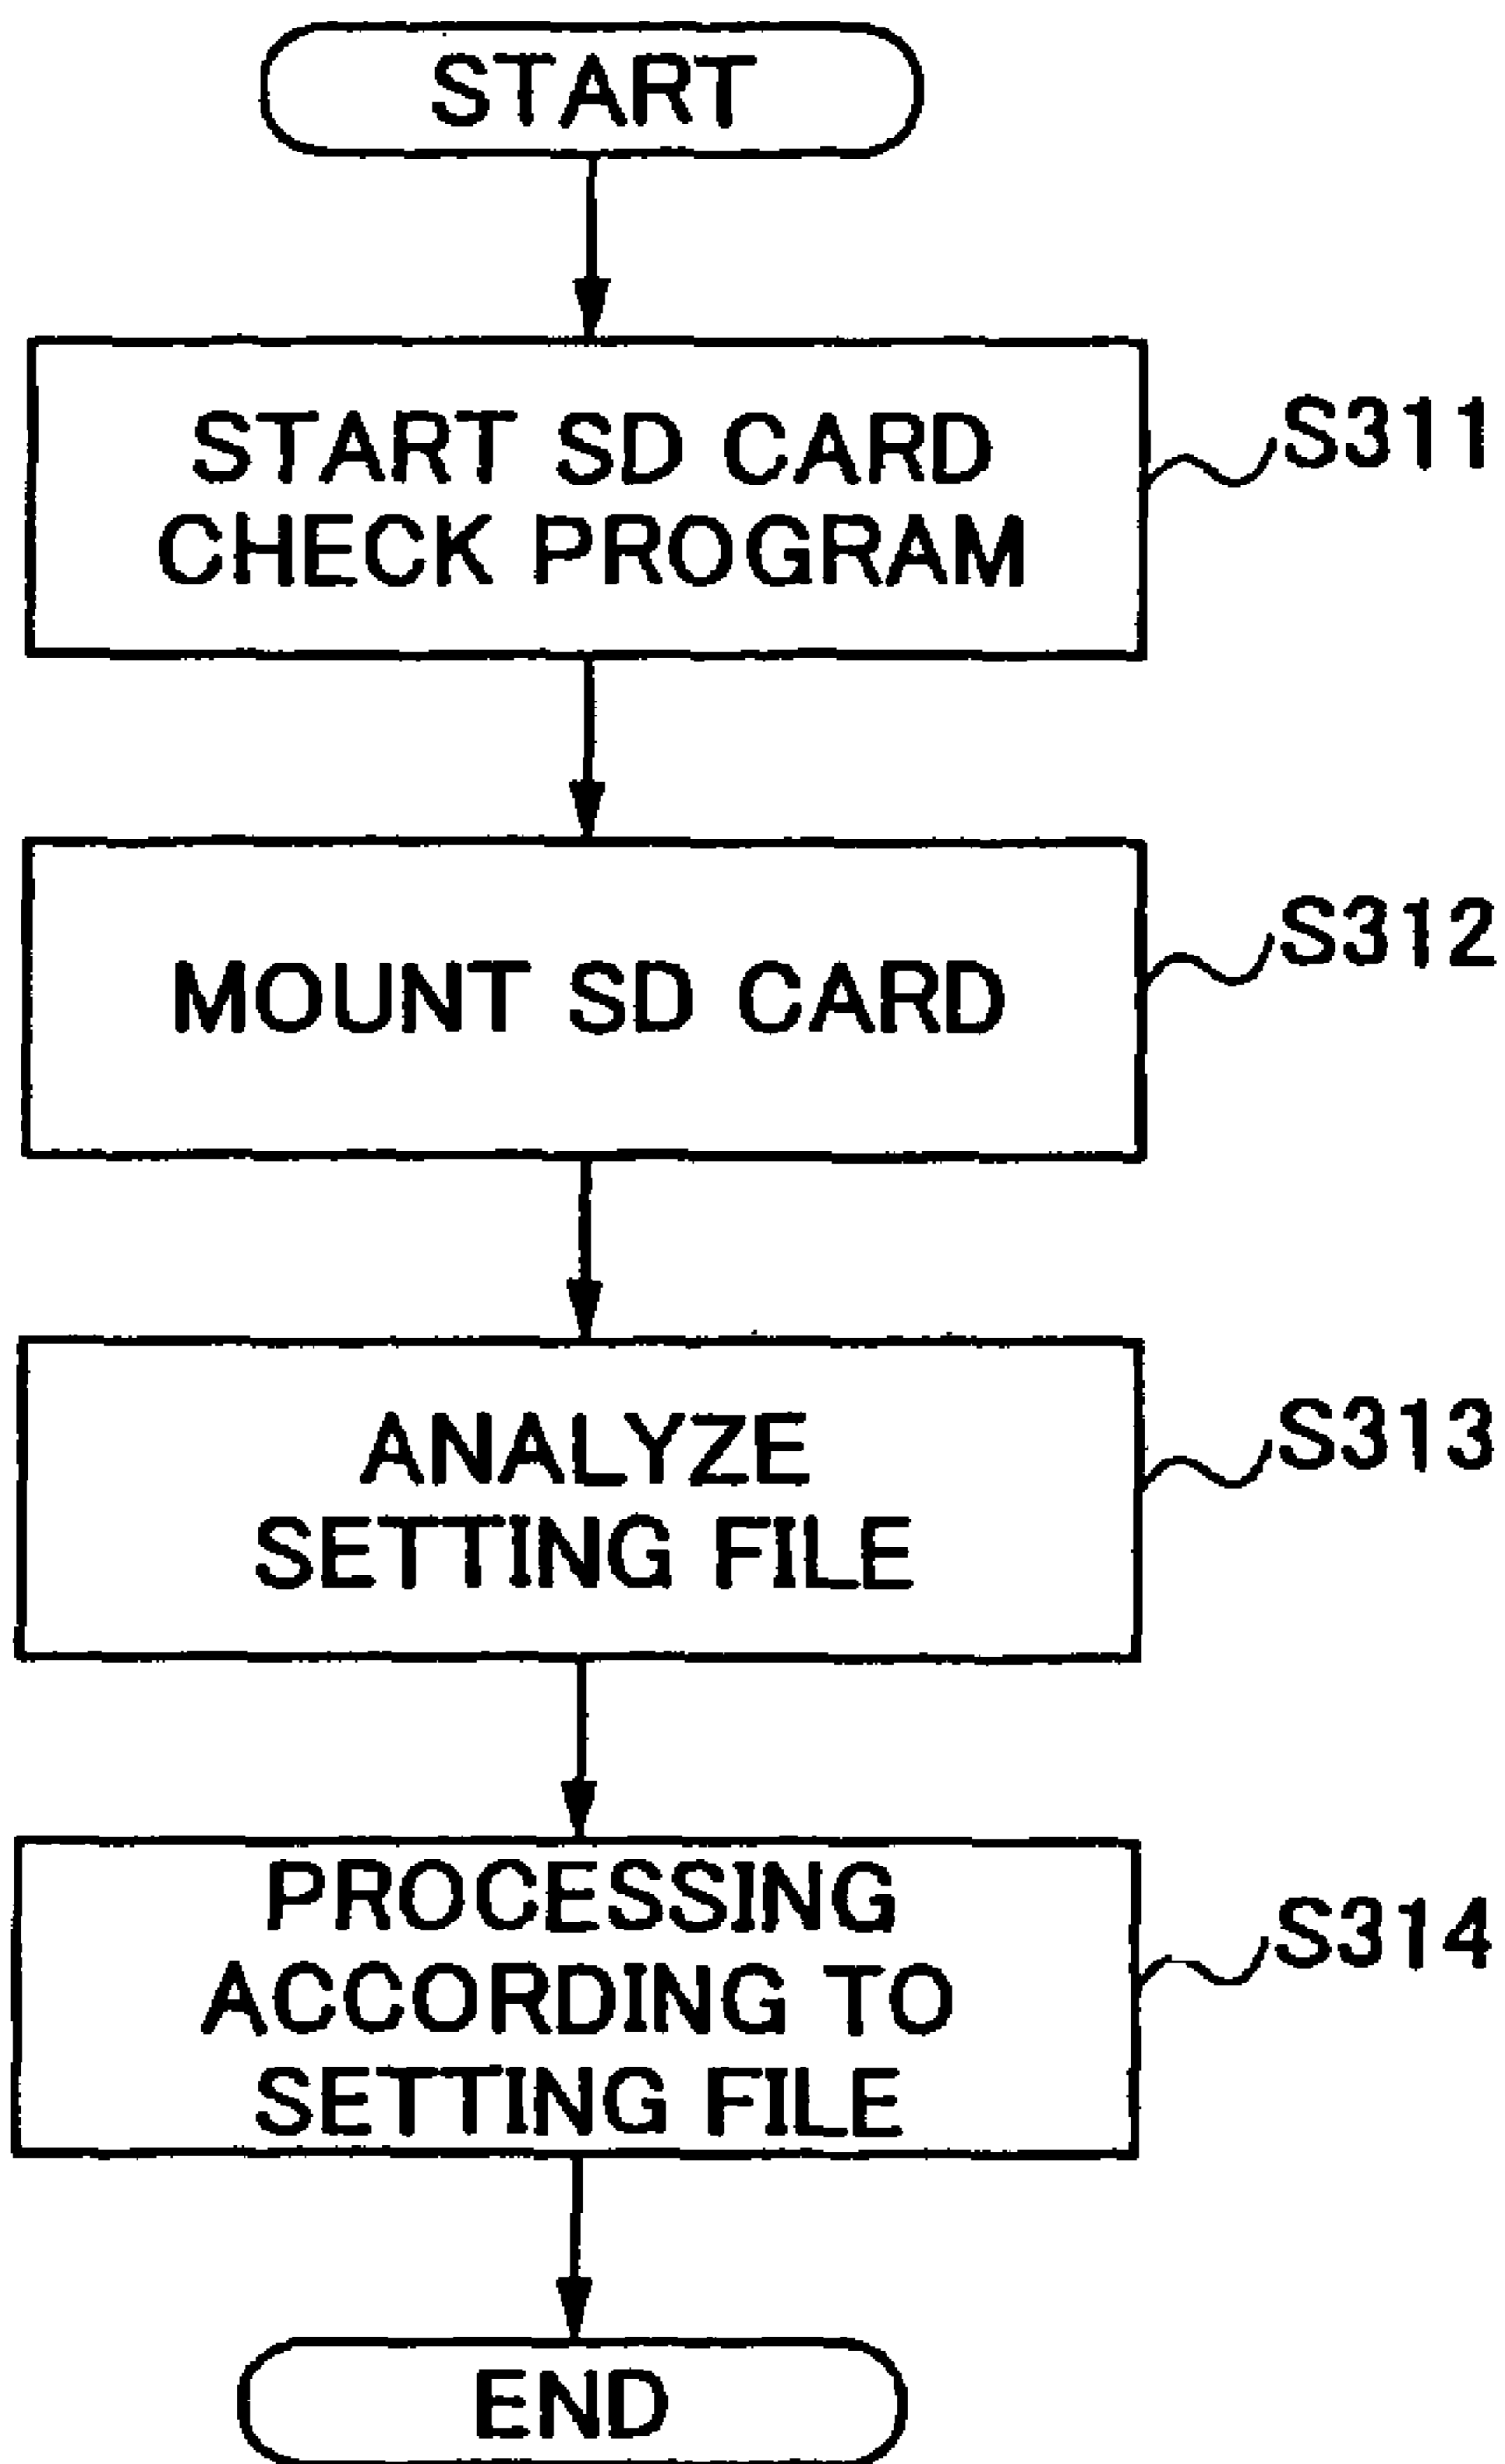 START
START SD CARD
CHECK PROGRAM
S311
MOUNT SD CARD
S312
ANALYZE
SETTING FILE
S313
PROCESSING
ACCORDING TO
SETTING FILE
S314
END